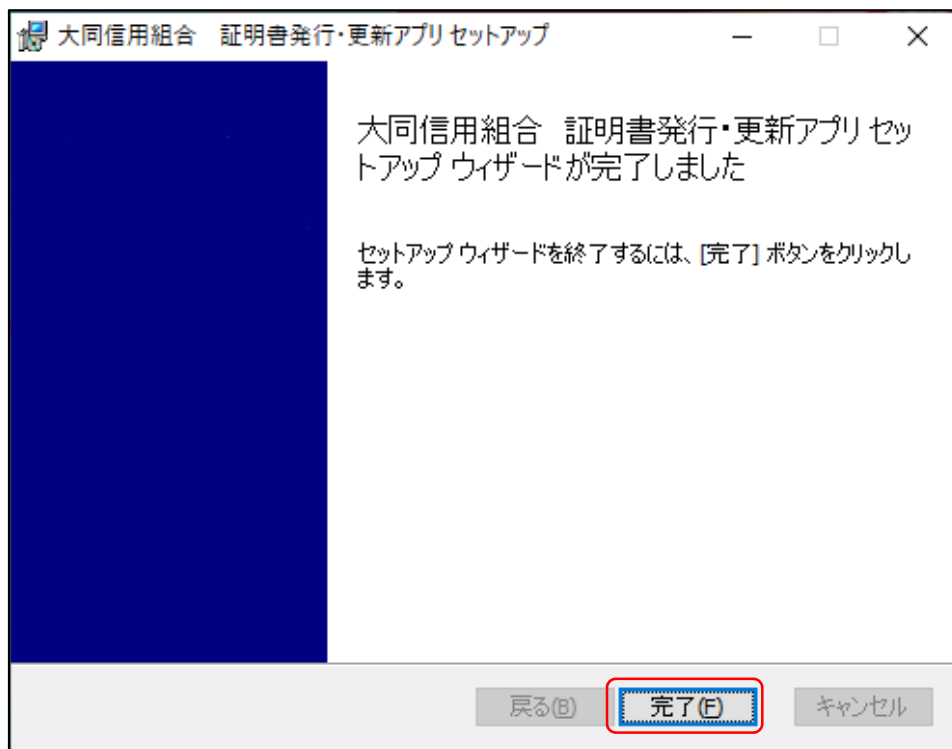 大同信用組合　証明書発行・更新アプリ セットアップ
大同信用組合　証明書発行・更新アプリ セッ
トアップ ウィザードが完了しました
セットアップ ウィザードを終了するには、[完了] ボタンをクリックし
ます。
戻る(B) 完了(F) キャンセル